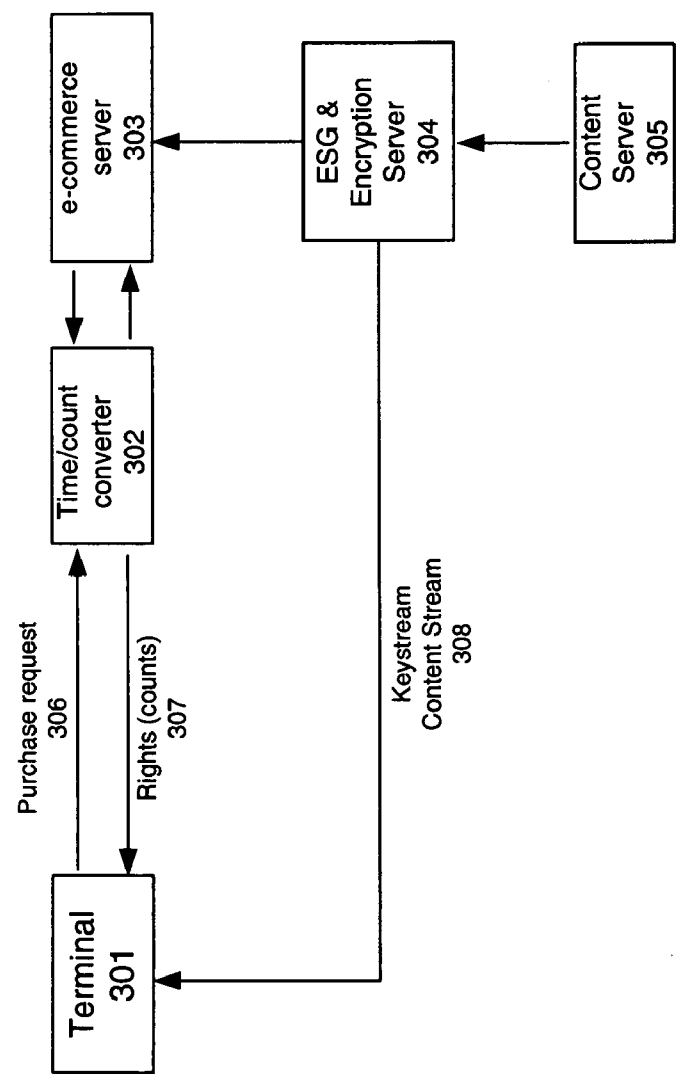 Terminal
301
Purchase request
306
Rights (counts)
307
Time/count
converter
302
e-commerce
server
303
Keystream
Content Stream
308
ESG &
Encryption
Server
304
Content
Server
305